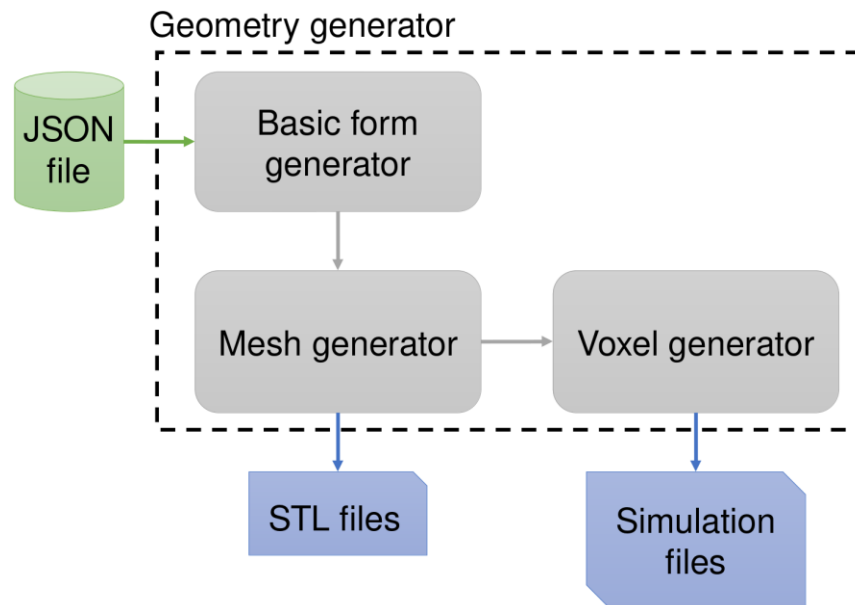 Geometry generator
JSON
file
Basic form
generator
Mesh generator
Voxel generator
STL files
Simulation
files